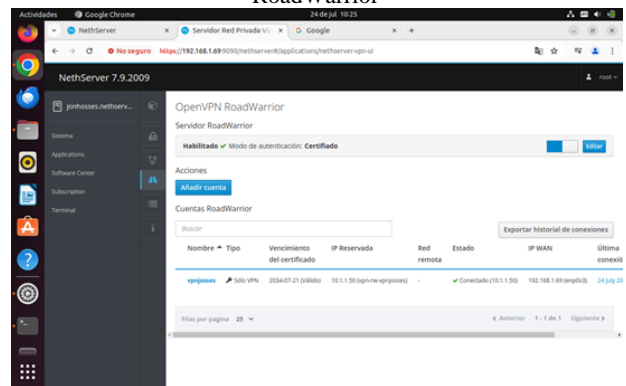 RoadWarrior
Actividades Google Chrome 24 de jul 10:25
NethServer Servidor Red Privada Vi G Google
No seguro https://192.168.1.69:9090/nethserver#/applications/nethserver-vpn-ui
NethServer 7.9.2009 root
jonhosses.nethserv...
Sistema
Applications
Software Center
Subscription
Terminal
OpenVPN RoadWarrior
Servidor RoadWarrior
Habilitado Modo de autenticación: Certifiado
Editar
Acciones
Añadir cuenta
Cuentas RoadWarrior
Buscar
Exportar historial de conexiones
Nombre Tipo Vencimiento del certificado IP Reservada Red remota Estado IP WAN Última conexió
vpnjosses Sólo VPN 2034-07-21 (Válido) 10.1.1.50 (vpn-rw-vpnjosses) - Conectado (10.1.1.50) 192.168.1.69 (enp0s3) 24 July 20
Filas por pagina 25 Anterior 1 - 1 de 1 Siguiente